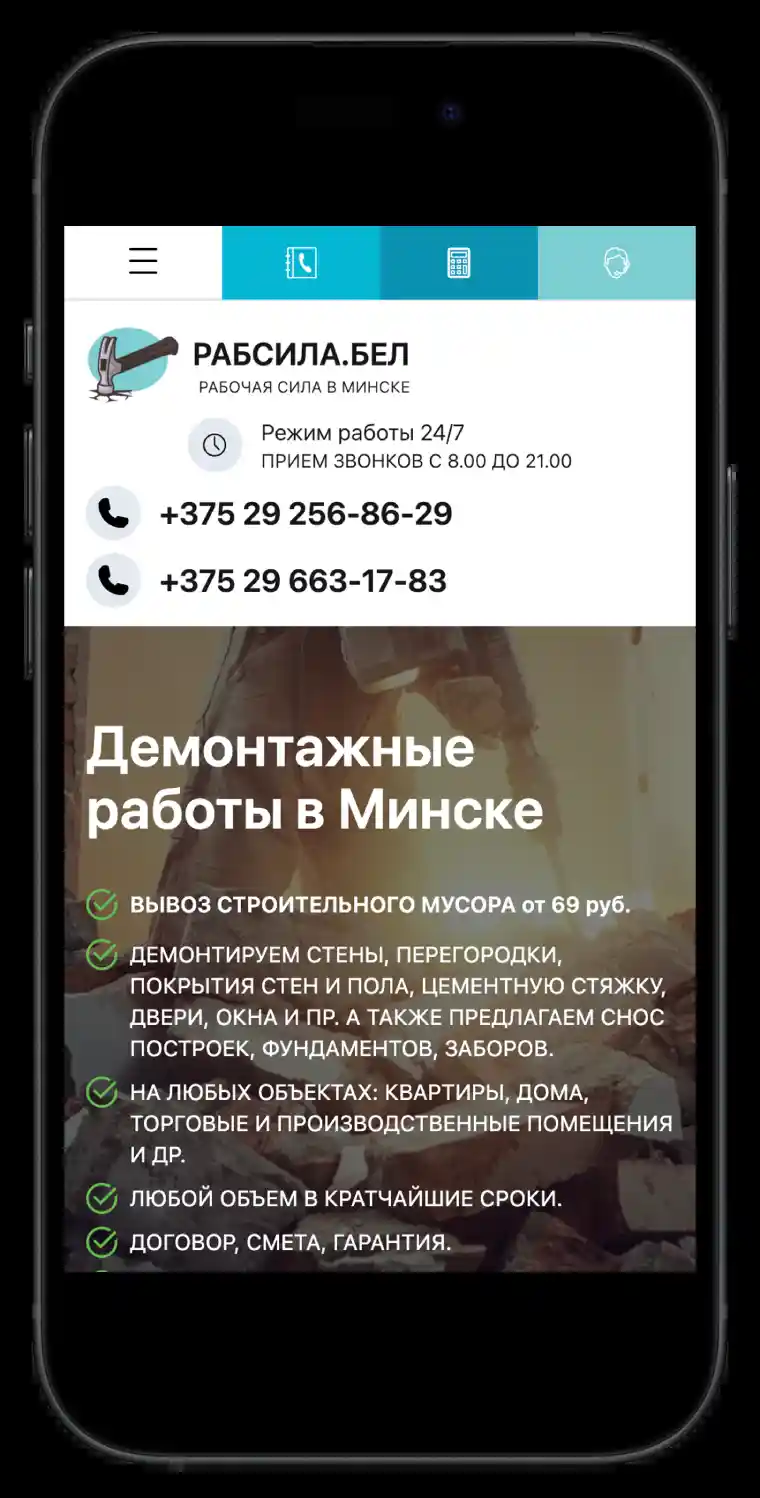 РАБСИЛА.БЕЛ
РАБОЧАЯ СИЛА В МИНСКЕ
Режим работы 24/7
ПРИЕМ ЗВОНКОВ С 8.00 ДО 21.00
+375 29 256-86-29
+375 29 663-17-83
Демонтажные
работы в Минске
ВЫВОЗ СТРОИТЕЛЬНОГО МУСОРА от 69 руб.
ДЕМОНТИРУЕМ СТЕНЫ, ПЕРЕГОРОДКИ,
ПОКРЫТИЯ СТЕН И ПОЛА, ЦЕМЕНТНУЮ СТЯЖКУ,
ДВЕРИ, ОКНА И ПР. А ТАКЖЕ ПРЕДЛАГАЕМ СНОС
ПОСТРОЕК, ФУНДАМЕНТОВ, ЗАБОРОВ.
НА ЛЮБЫХ ОБЪЕКТАХ: КВАРТИРЫ, ДОМА,
ТОРГОВЫЕ И ПРОИЗВОДСТВЕННЫЕ ПОМЕЩЕНИЯ
И ДР.
ЛЮБОЙ ОБЪЕМ В КРАТЧАЙШИЕ СРОКИ.
ДОГОВОР, СМЕТА, ГАРАНТИЯ.